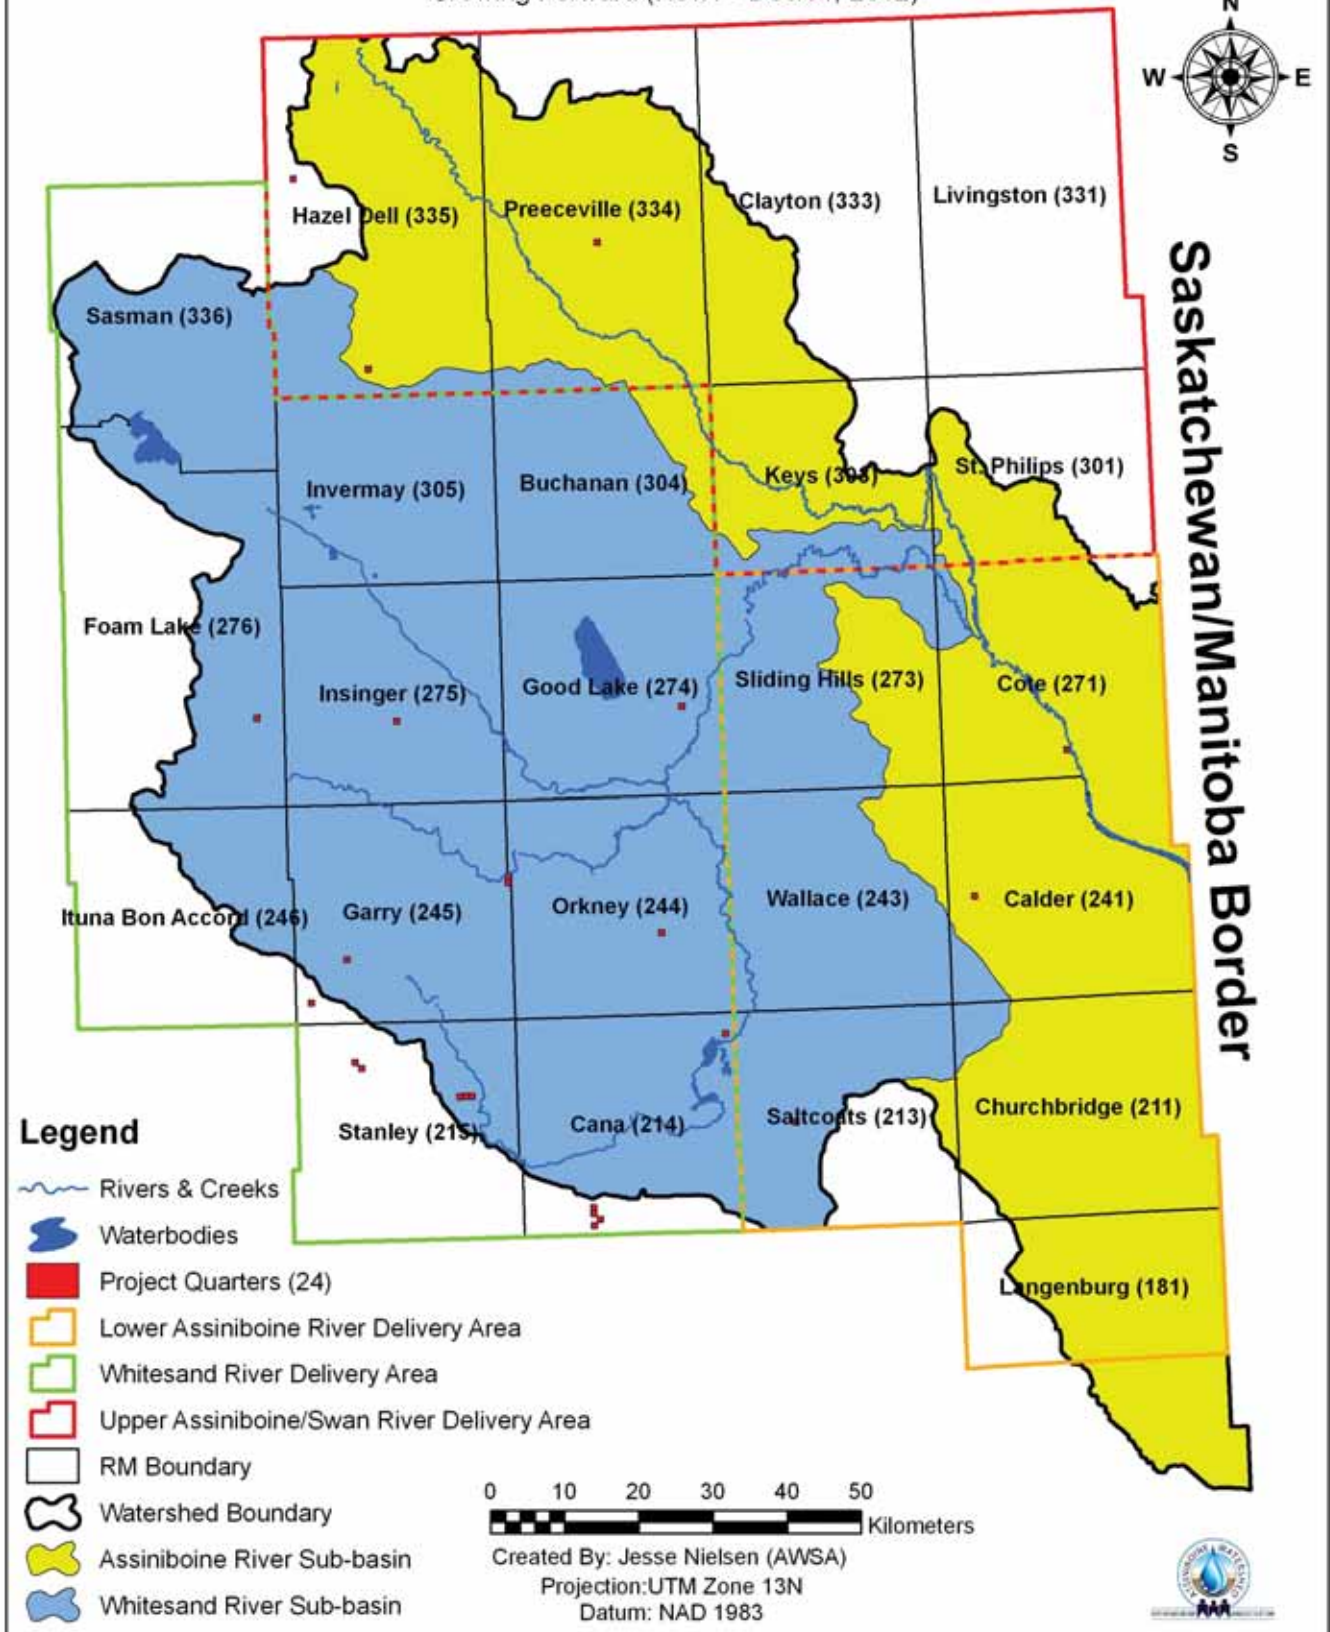 N
W
E
S
Hazel Dell (335)
Preeceville (334)
Clayton (333)
Livingston (331)
Sasman (336)
Invermay (305)
Buchanan (304)
Keys (303)
St. Philips (301)
Foam Lake (276)
Insinger (275)
Good Lake (274)
Sliding Hills (273)
Cote (271)
Ituna Bon Accord (246)
Garry (245)
Orkney (244)
Wallace (243)
Calder (241)
Stanley (215)
Cana (214)
Saltcoats (213)
Churchbridge (211)
Langenburg (181)
Saskatchewan/Manitoba Border
Legend
Rivers & Creeks
Waterbodies
Project Quarters (24)
Lower Assiniboine River Delivery Area
Whitesand River Delivery Area
Upper Assiniboine/Swan River Delivery Area
RM Boundary
Watershed Boundary
Assiniboine River Sub-basin
Whitesand River Sub-basin
0 10 20 30 40 50
Kilometers
Created By: Jesse Nielsen (AWSA)
Projection:UTM Zone 13N
Datum: NAD 1983
ASSINIBOINE WATERSHED